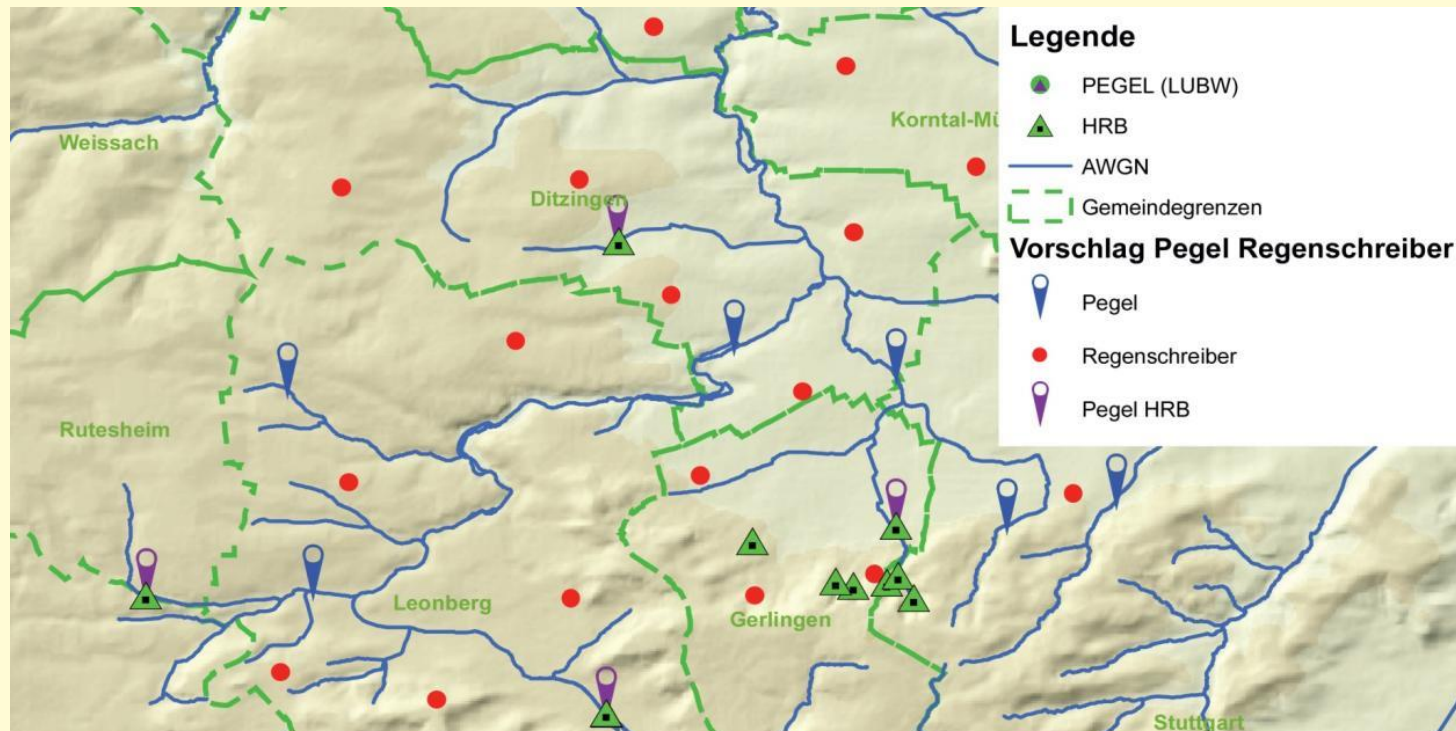 Legende
PEGEL (LUBW)
HRB
AWGN
Gemeindegrenzen
Vorschlag Pegel Regenschreiber
Pegel
Regenschreiber
Pegel HRB
Weissach
Korntal-Mü
Ditzingen
Rutesheim
Leonberg
Gerlingen
Stuttgart